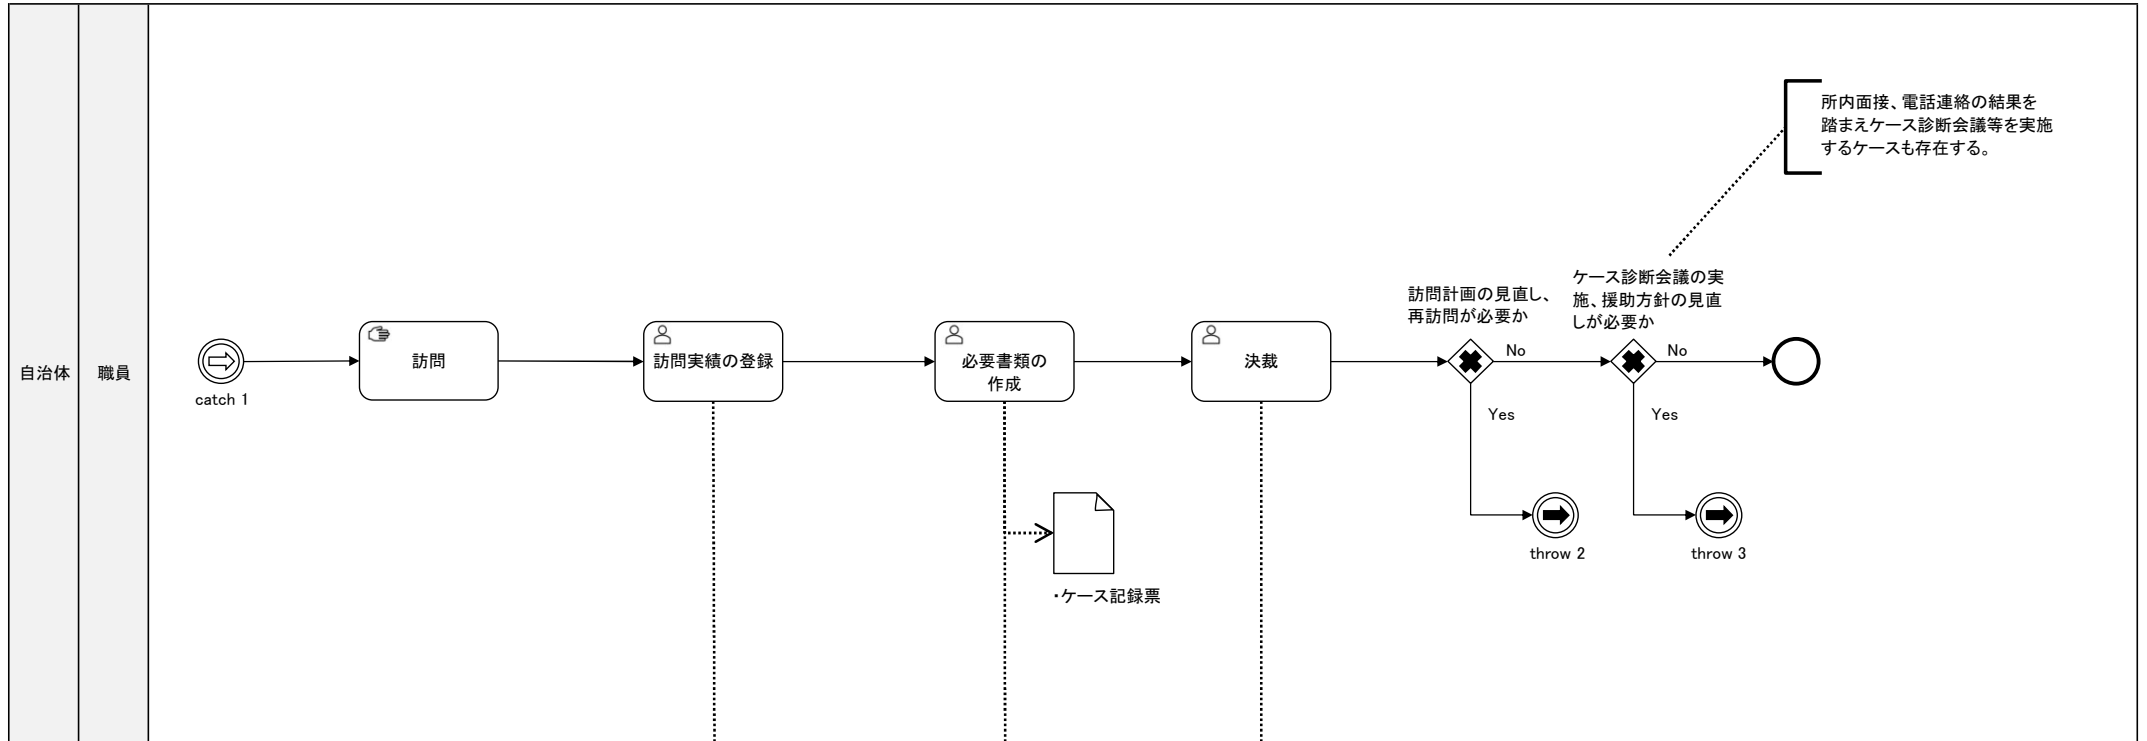 自治体
職員
catch 1
訪問
訪問実績の登録
必要書類の
作成
・ケース記録票
決裁
訪問計画の見直し、
再訪問が必要か
No
Yes
throw 2
ケース診断会議の実
施、援助方針の見直
しが必要か
No
Yes
throw 3
所内面接、電話連絡の結果を
踏まえケース診断会議等を実施
するケースも存在する。